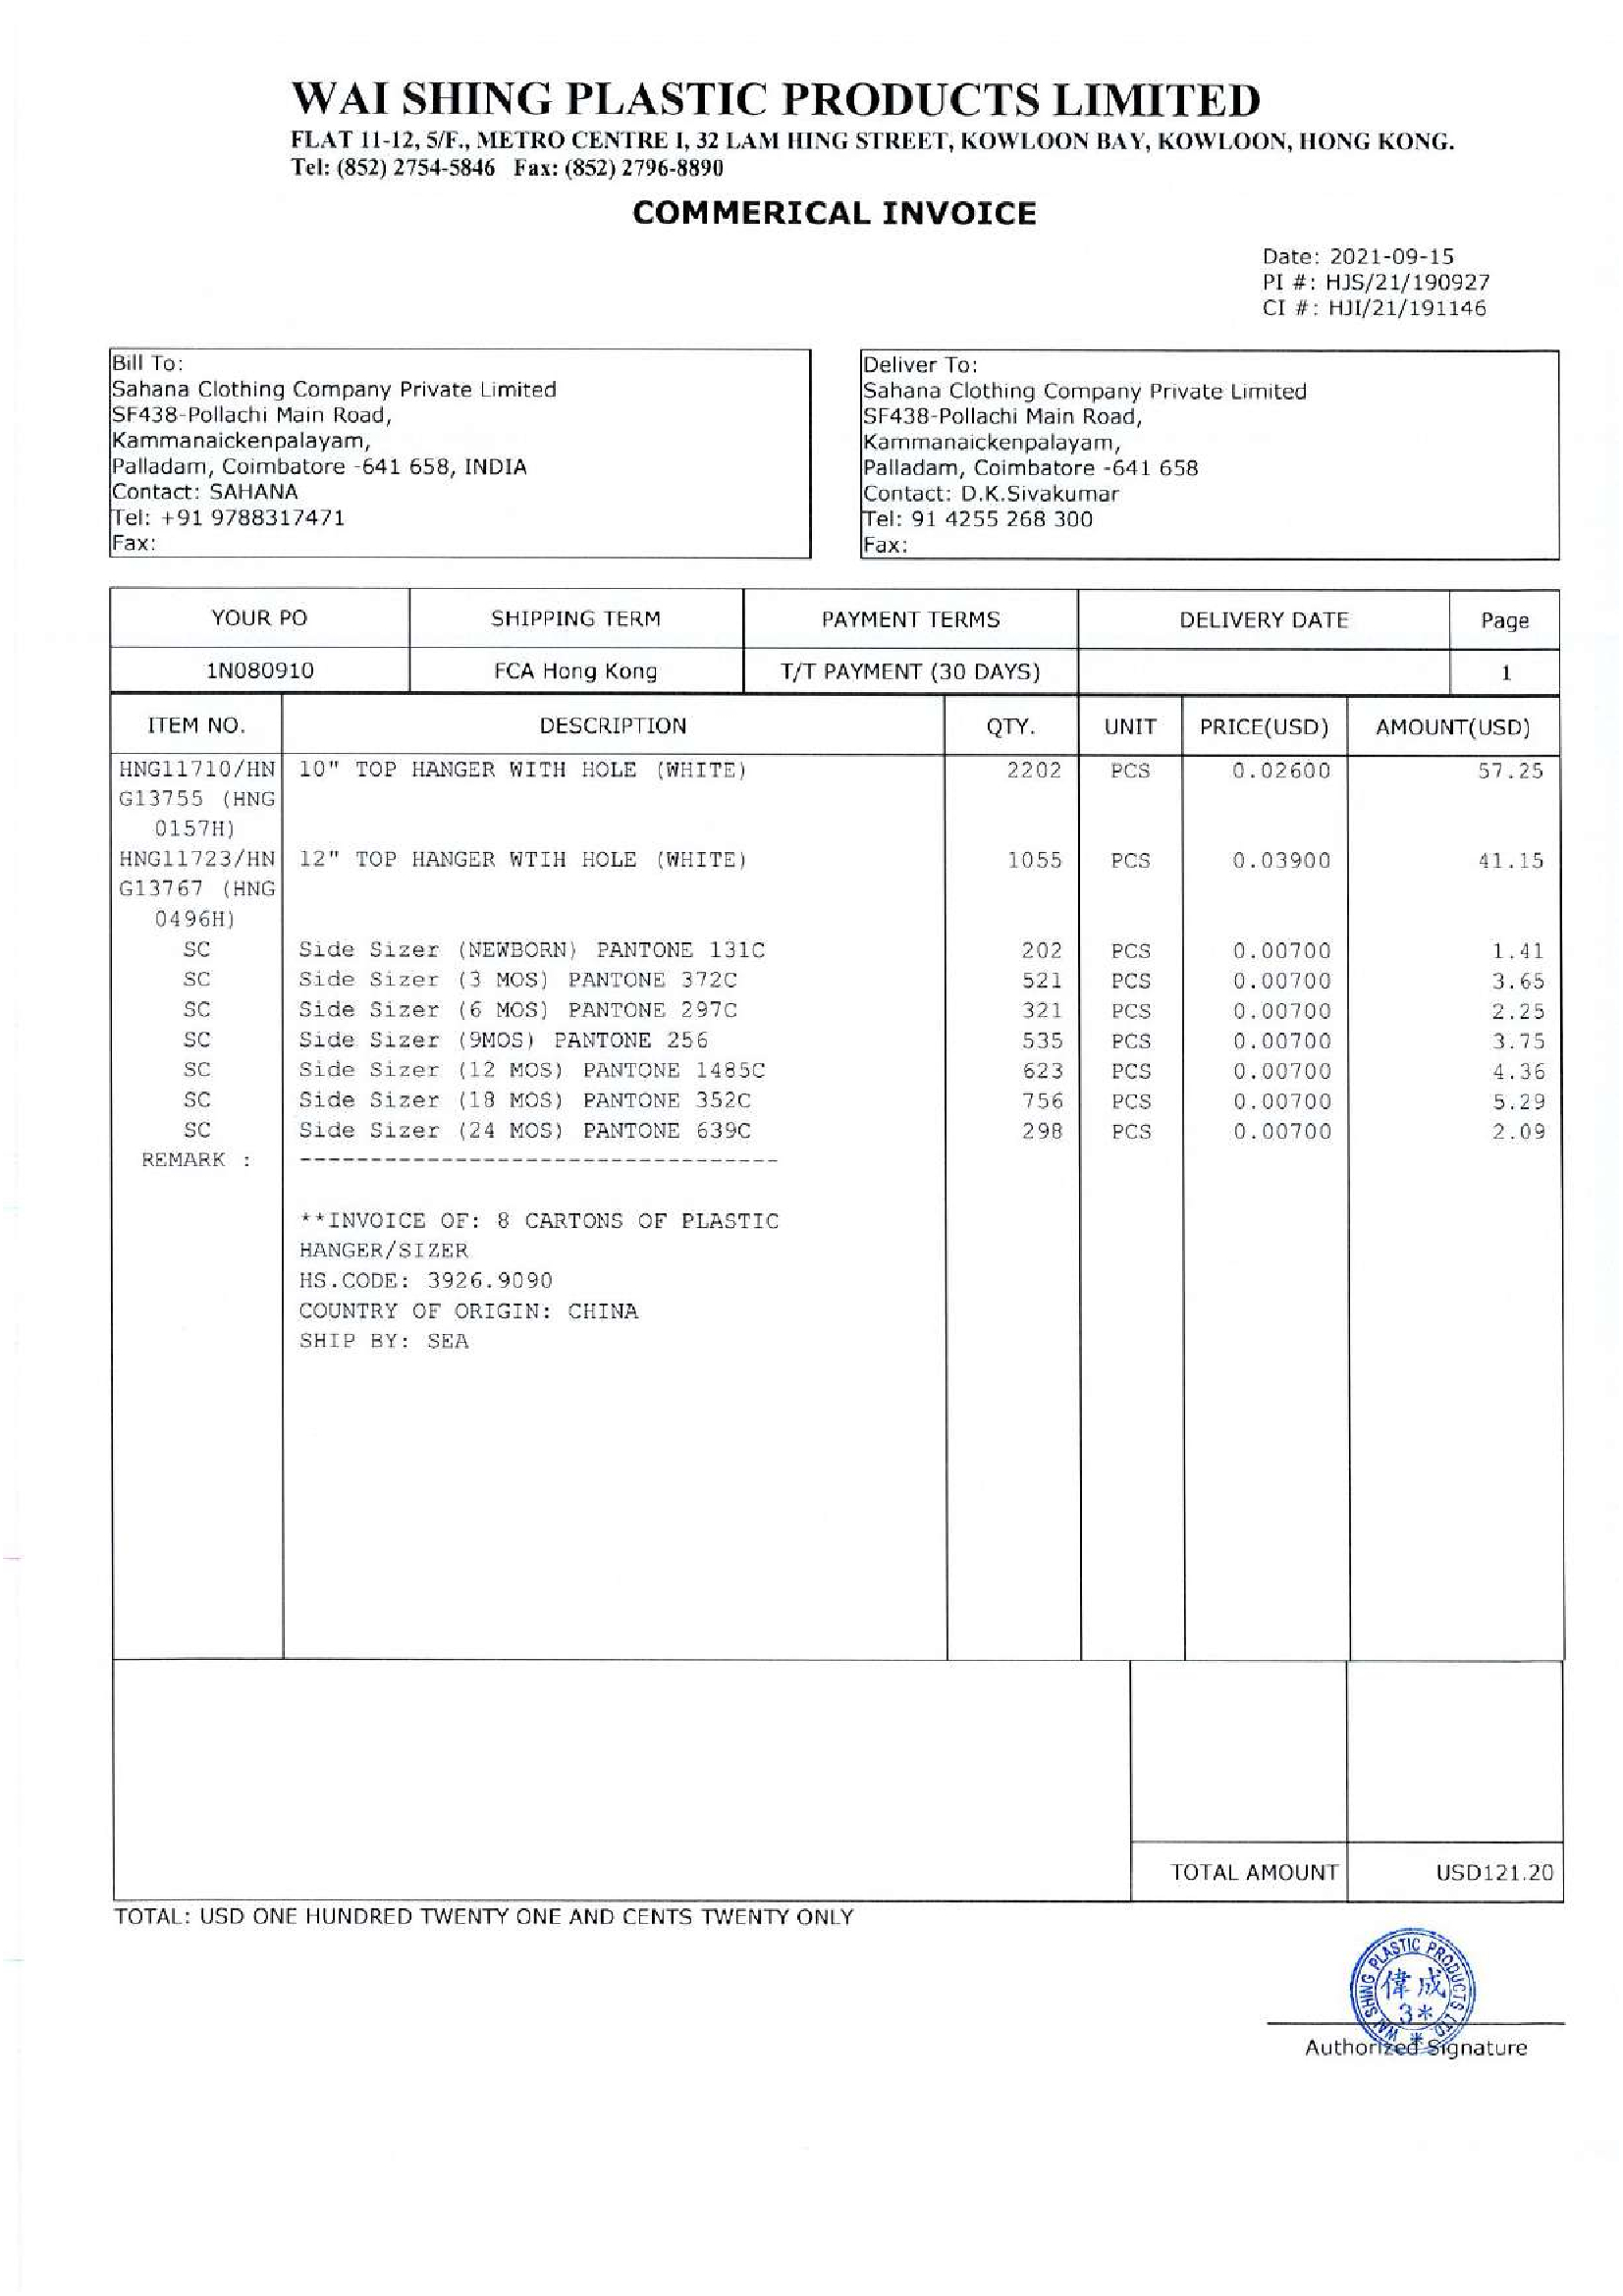 WAI SHING PLASTIC PRODUCTS LIMITED
FLAT 11-12, 5/F., METRO CENTRE I, 32 LAM HING STREET, KOWLOON BAY, KOWLOON, HONG KONG.
Tel: (852) 2754-5846 Fax: (852) 2796-8890
COMMERICAL INVOICE
Date: 2021-09-15
PI #: HJS/21/190927
CI #: HJI/21/191146
Bill To:
Sahana Clothing Company Private Limited
SF438-Pollachi Main Road,
Kammanaickenpalayam,
Palladam, Coimbatore -641 658, INDIA
Contact: SAHANA
Tel: +91 9788317471
Fax:
Deliver To:
Sahana Clothing Company Private Limited
SF438-Pollachi Main Road,
Kammanaickenpalayam,
Palladam, Coimbatore -641 658
Contact: D.K.Sivakumar
Tel: 91 4255 268 300
Fax:
YOUR PO SHIPPING TERM PAYMENT TERMS DELIVERY DATE Page
1N080910 FCA Hong Kong T/T PAYMENT (30 DAYS) 1
ITEM NO. DESCRIPTION QTY. UNIT PRICE(USD) AMOUNT(USD)
HNG11710/HN 10" TOP HANGER WITH HOLE (WHITE) 2202 PCS 0.02600 57.25
G13755 (HNG
0157H)
HNG11723/HN 12" TOP HANGER WTIH HOLE (WHITE) 1055 PCS 0.03900 41.15
G13767 (HNG
0496H)
SC Side Sizer (NEWBORN) PANTONE 131C 202 PCS 0.00700 1.41
SC Side Sizer (3 MOS) PANTONE 372C 521 PCS 0.00700 3.65
SC Side Sizer (6 MOS) PANTONE 297C 321 PCS 0.00700 2.25
SC Side Sizer (9MOS) PANTONE 256 535 PCS 0.00700 3.75
SC Side Sizer (12 MOS) PANTONE 1485C 623 PCS 0.00700 4.36
SC Side Sizer (18 MOS) PANTONE 352C 756 PCS 0.00700 5.29
SC Side Sizer (24 MOS) PANTONE 639C 298 PCS 0.00700 2.09
REMARK : ----------------------------------
**INVOICE OF: 8 CARTONS OF PLASTIC
HANGER/SIZER
HS.CODE: 3926.9090
COUNTRY OF ORIGIN: CHINA
SHIP BY: SEA
TOTAL AMOUNT USD121.20
TOTAL: USD ONE HUNDRED TWENTY ONE AND CENTS TWENTY ONLY
WAI SHING PLASTIC PRODUCTS LTD.
偉成
3*
*
Authorized Signature